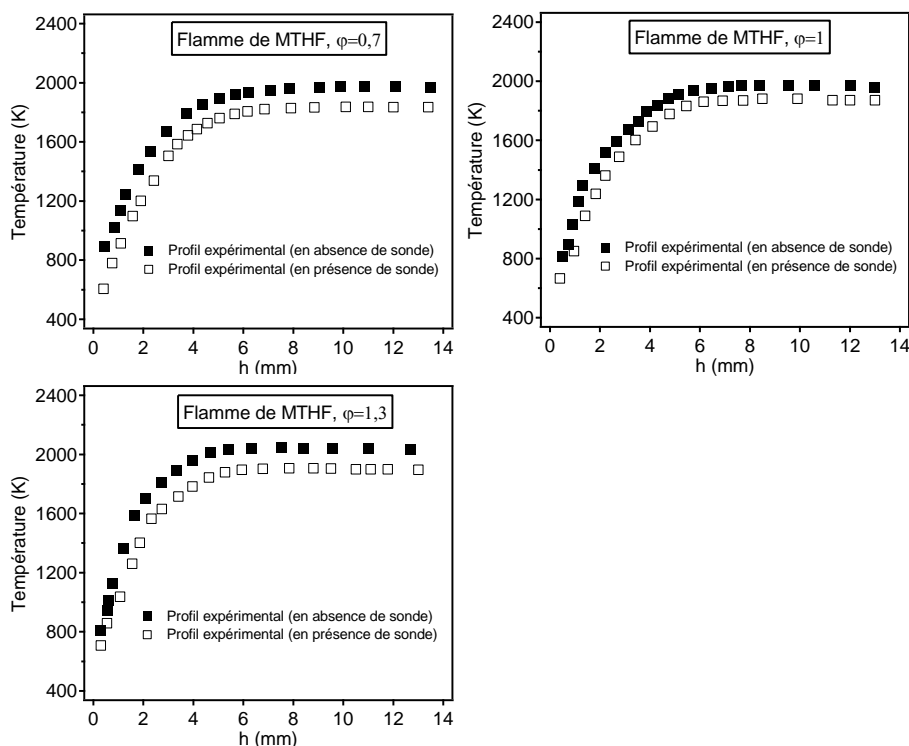 Flamme de MTHF, φ=0,7
Température (K)
2400
2000
1600
1200
800
400
Profil expérimental (en absence de sonde)
Profil expérimental (en présence de sonde)
0 2 4 6 8 10 12 14
h (mm)
Flamme de MTHF, φ=1
Température (K)
2400
2000
1600
1200
800
400
Profil expérimental (en absence de sonde)
Profil expérimental (en présence de sonde)
0 2 4 6 8 10 12 14
h (mm)
Flamme de MTHF, φ=1,3
Température (K)
2400
2000
1600
1200
800
400
Profil expérimental (en absence de sonde)
Profil expérimental (en présence de sonde)
0 2 4 6 8 10 12 14
h (mm)